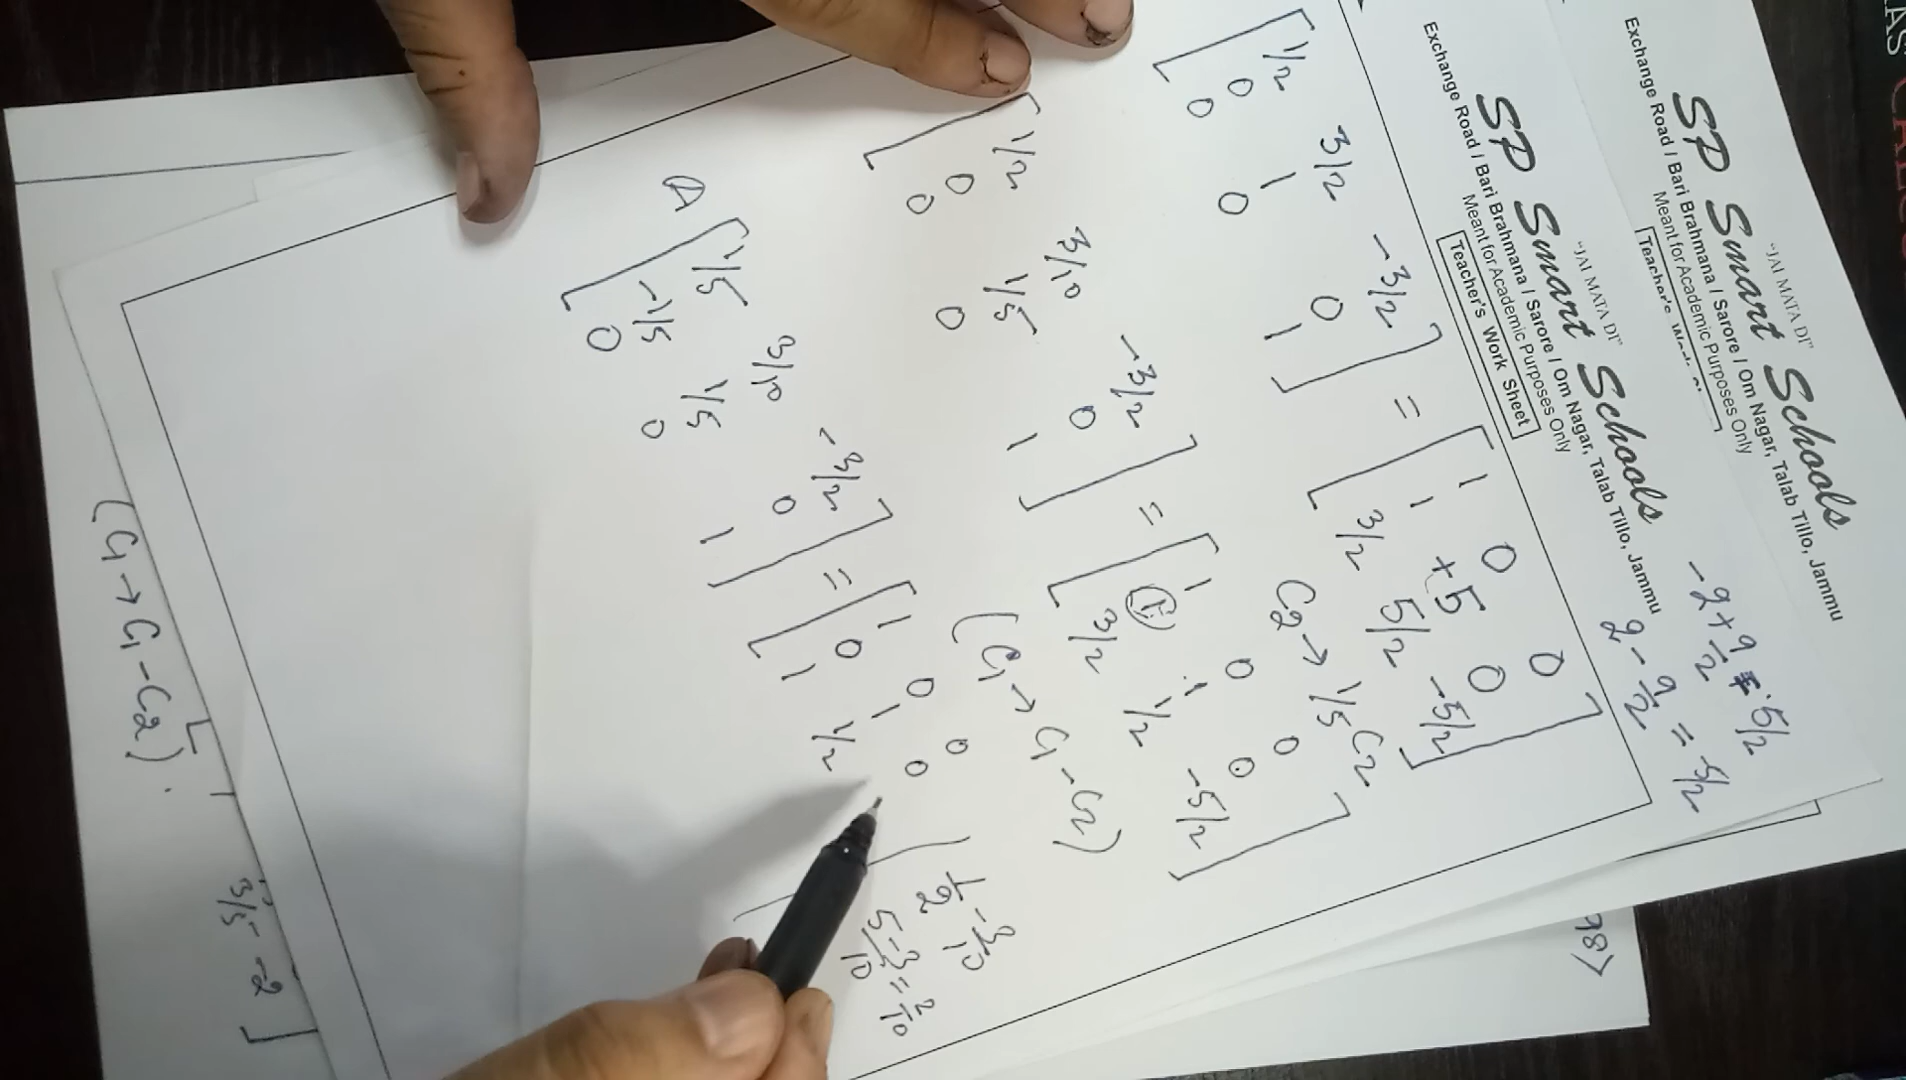 "JAI MATA DI"
SP Smart Schools
Exchange Road / Bari Brahmana / Sarore / Om Nagar, Talab Tillo, Jammu
Meant for Academic Purposes Only
"JAI MATA DI"
SP Smart Schools
Exchange Road / Bari Brahmana / Sarore / Om Nagar, Talab Tillo, Jammu
Meant for Academic Purposes Only
Teacher's Work Sheet
-2 + 9/2 = 5/2
2 - 9/2 = -5/2
[ 1/2 3/2 -3/2 ] = [ 1 0 0 ]
0 1 0 1 +5 0
0 0 1 3/2 5/2 -5/2
C2 → 1/5 C2
[ 1/2 3/10 -3/2 ] = [ 1 0 0 ]
0 1/5 0 1 1 0
0 0 1 3/2 1/2 -5/2
(C1 → C1 - C2)
A [ 1/5 3/10 -3/2 ] = [ 1 0 0
-1/5 1/5 0 0 1 0
0 0 1 1 1/2
1/2 - 3/10
5-3/10 = 2/10
(C1 → C1 - C2)
3/5 -2 ]
98)